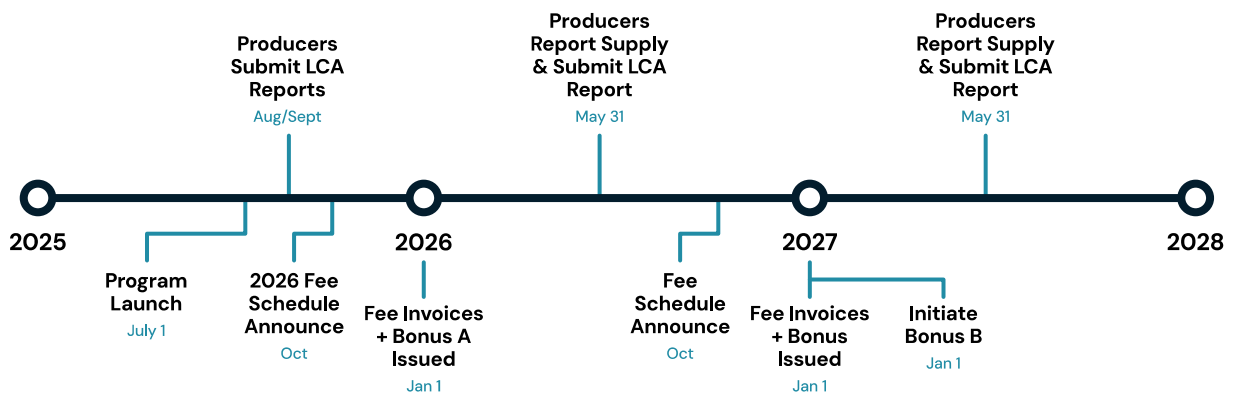 Producers
Submit LCA
Reports
Aug/Sept
Producers
Report Supply
& Submit LCA
Report
May 31
Producers
Report Supply
& Submit LCA
Report
May 31
2025
2026
2027
2028
Program
Launch
July 1
2026 Fee
Schedule
Announce
Oct
Fee Invoices
+ Bonus A
Issued
Jan 1
Fee
Schedule
Announce
Oct
Fee Invoices
+ Bonus
Issued
Jan 1
Initiate
Bonus B
Jan 1